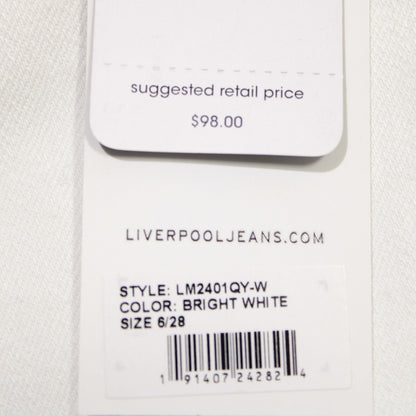 suggested retail price
$98.00
LIVERPOOLJEANS.COM
STYLE: LM2401QY-W
COLOR: BRIGHT WHITE
SIZE 6/28
1 91407 24282 4